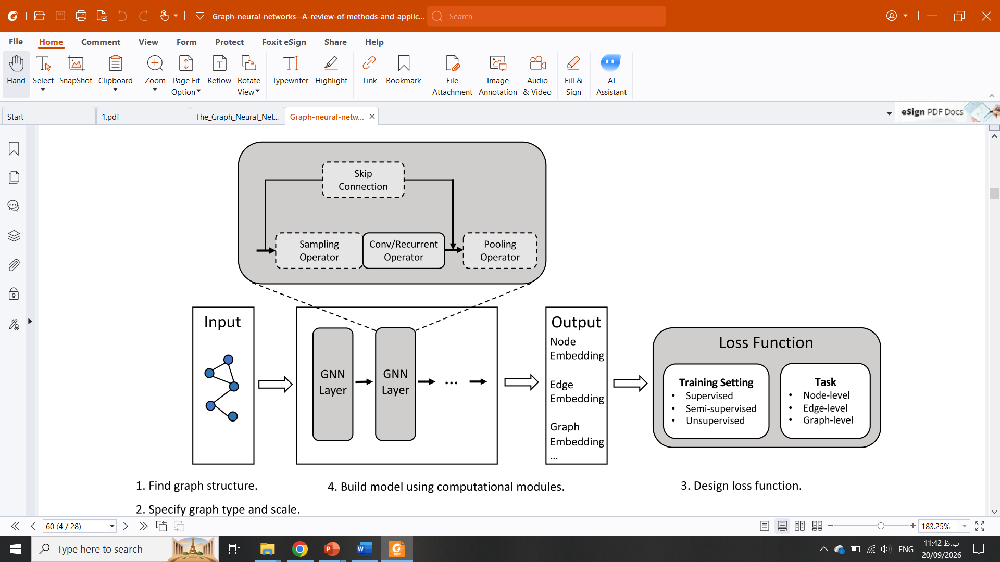 Graph-neural-networks--A-review-of-methods-and-applic...
Search
File
Home
Comment
View
Form
Protect
Foxit eSign
Share
Help
Hand
Select
SnapShot
Clipboard
Zoom
Page Fit
Option
Reflow
Rotate
View
Typewriter
Highlight
Link
Bookmark
File
Attachment
Image
Annotation
Audio
& Video
Fill &
Sign
AI
Assistant
Start
1.pdf
The_Graph_Neural_Net...
Graph-neural-netw...
eSign PDF Docs
Skip
Connection
Sampling
Operator
Conv/Recurrent
Operator
Pooling
Operator
Input
GNN
Layer
GNN
Layer
...
Output
Node
Embedding
Edge
Embedding
Graph
Embedding
...
Loss Function
Training Setting
• Supervised
• Semi-supervised
• Unsupervised
Task
• Node-level
• Edge-level
• Graph-level
1. Find graph structure.
4. Build model using computational modules.
3. Design loss function.
2. Specify graph type and scale.
60 (4 / 28)
183.25%
Type here to search
ENG
11:42 ب.ظ
20/09/2026